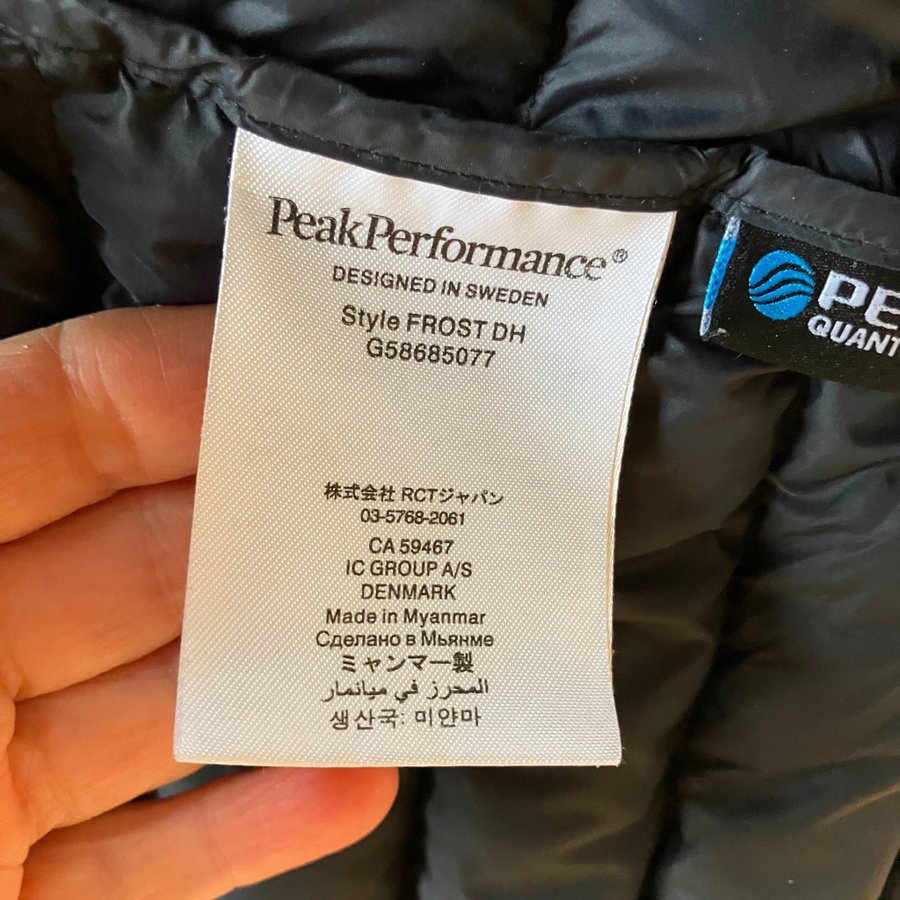 PeakPerformance®
DESIGNED IN SWEDEN
Style FROST DH
G58685077
株式会社 RCTジャパン
03-5768-2061
CA 59467
IC GROUP A/S
DENMARK
Made in Myanmar
Сделано в Мьянме
ミャンマー製
المحرز في ميانمار
생산국: 미얀마
PE
QUANT